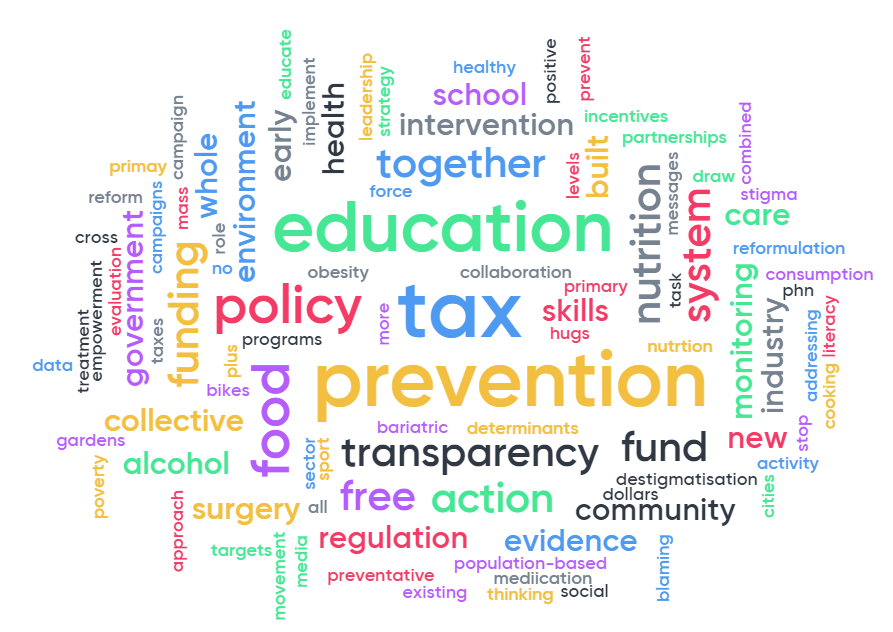 educate
positive
prevent
healthy
implement
leadership
strategy
health
school
campaign
early
intervention
incentives
partnerships
combined
environment
whole
built
together
levels
primay
draw
messages
nutrition
force
mass
reform
campaigns
stigma
system
care
education
role
cross
government
funding
no
reformulation
evaluation
obesity
collaboration
consumption
monitoring
empowerment
treatment
policy
tax
primary
skills
task
phn
industry
addressing
literacy
taxes
more
hugs
programs
plus
nutrtion
data
bikes
food
prevention
cooking
collective
gardens
bariatric
determinants
new
stop
transparency
fund
alcohol
sector
sport
activity
poverty
destigmatisation
dollars
cities
free
action
surgery
all
community
approach
regulation
evidence
targets
movement
media
population-based
blaming
preventative
mediication
existing
thinking
social